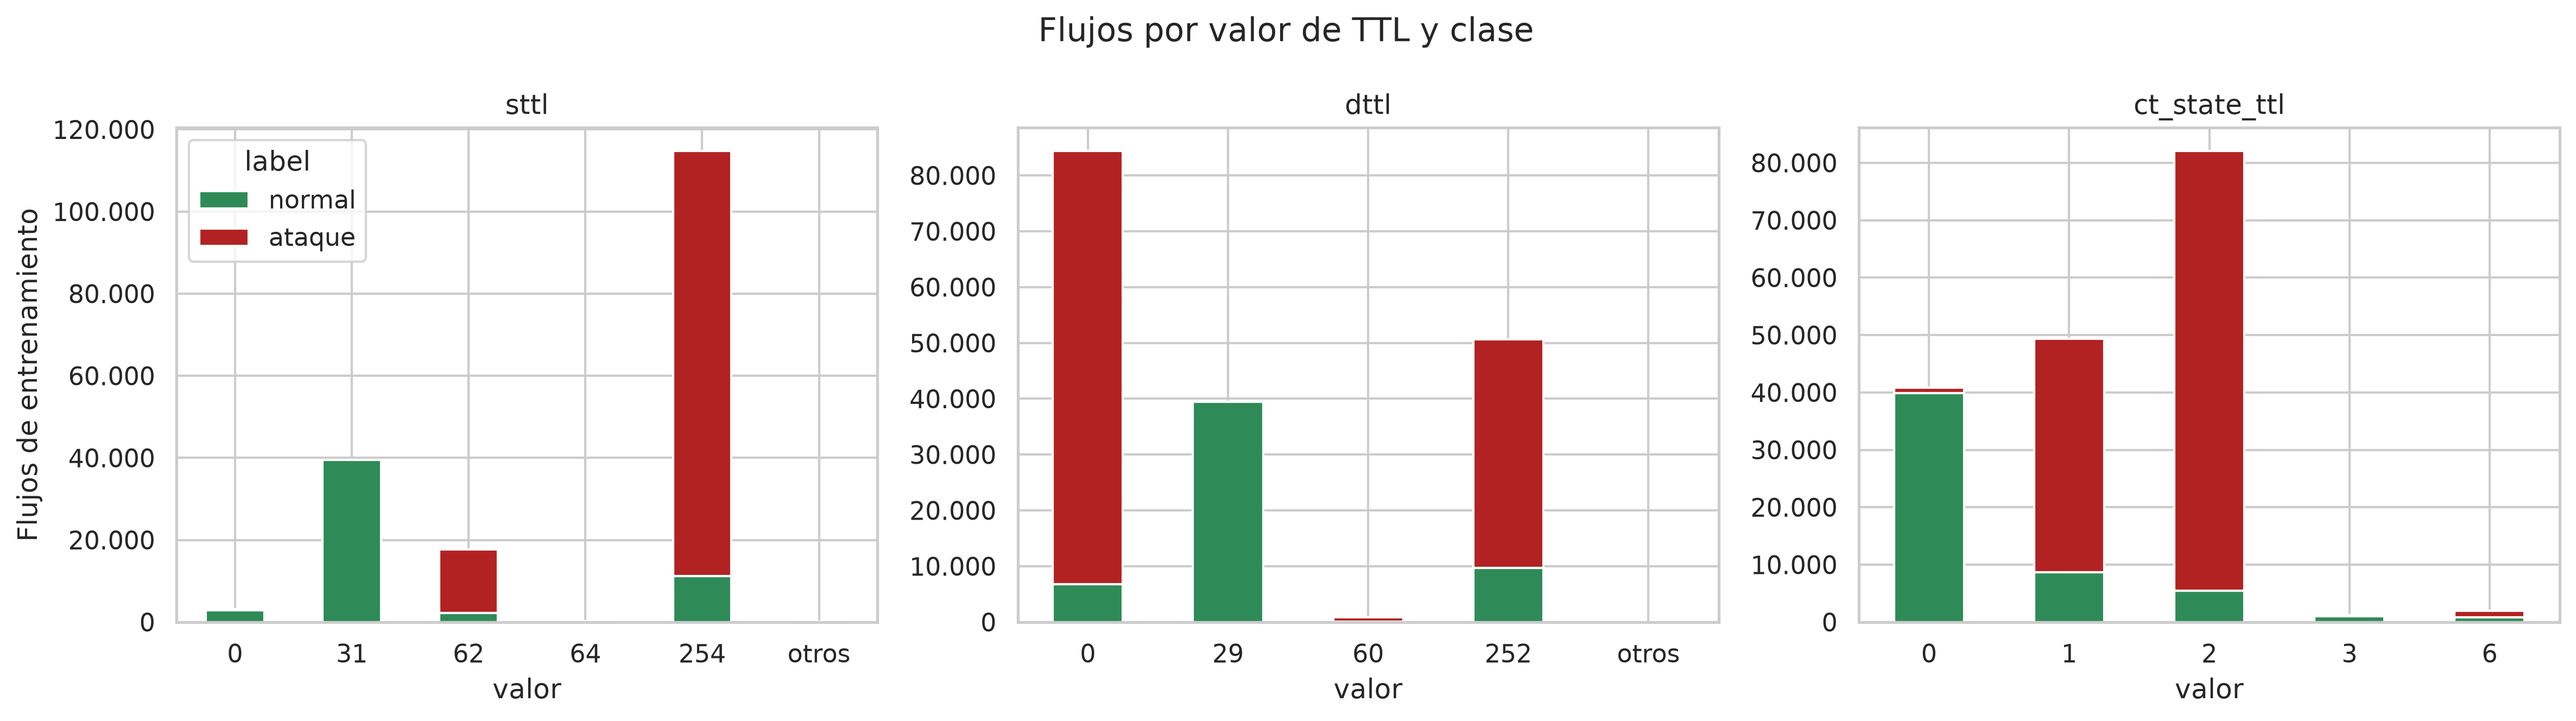 Flujos por valor de TTL y clase
sttl
Flujos de entrenamiento
120.000
100.000
80.000
60.000
40.000
20.000
0
label
normal
ataque
0 31 62 64 254 otros
valor
dttl
80.000
70.000
60.000
50.000
40.000
30.000
20.000
10.000
0
0 29 60 252 otros
valor
ct_state_ttl
80.000
70.000
60.000
50.000
40.000
30.000
20.000
10.000
0
0 1 2 3 6
valor